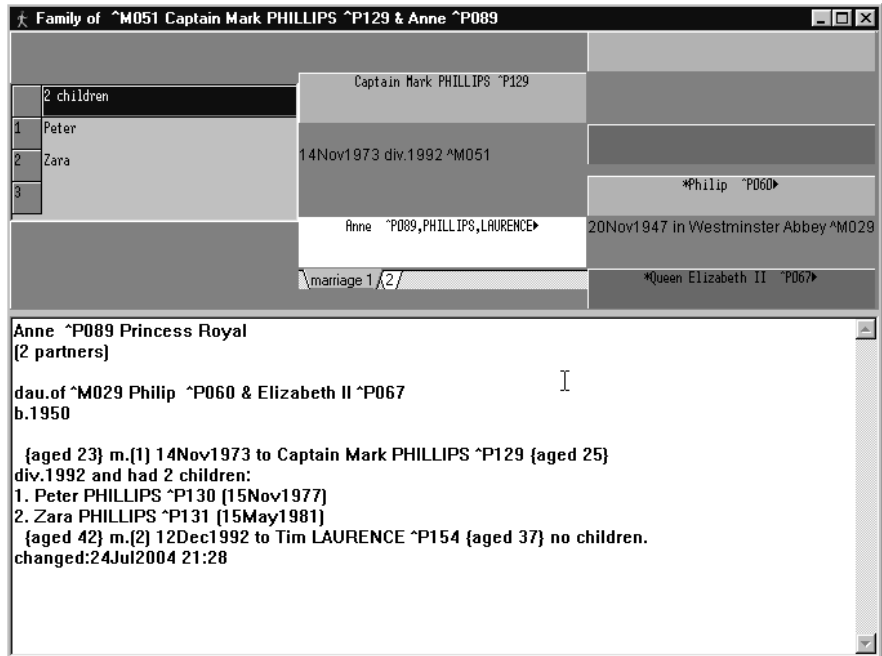 Family of ^M051 Captain Mark PHILLIPS ^P129 & Anne ^P089
2 children
1 Peter
2 Zara
3
Captain Mark PHILLIPS ^P129
14Nov1973 div.1992 ^M051
Anne ^P089,PHILLIPS,LAURENCE
\marriage 1 /2/
*Philip ^P060
20Nov1947 in Westminster Abbey ^M029
*Queen Elizabeth II ^P067
Anne ^P089 Princess Royal
(2 partners)
dau.of ^M029 Philip ^P060 & Elizabeth II ^P067
b.1950
{aged 23} m.(1) 14Nov1973 to Captain Mark PHILLIPS ^P129 {aged 25}
div.1992 and had 2 children:
1. Peter PHILLIPS ^P130 (15Nov1977)
2. Zara PHILLIPS ^P131 (15May1981)
{aged 42} m.(2) 12Dec1992 to Tim LAURENCE ^P154 {aged 37} no children.
changed:24Jul2004 21:28